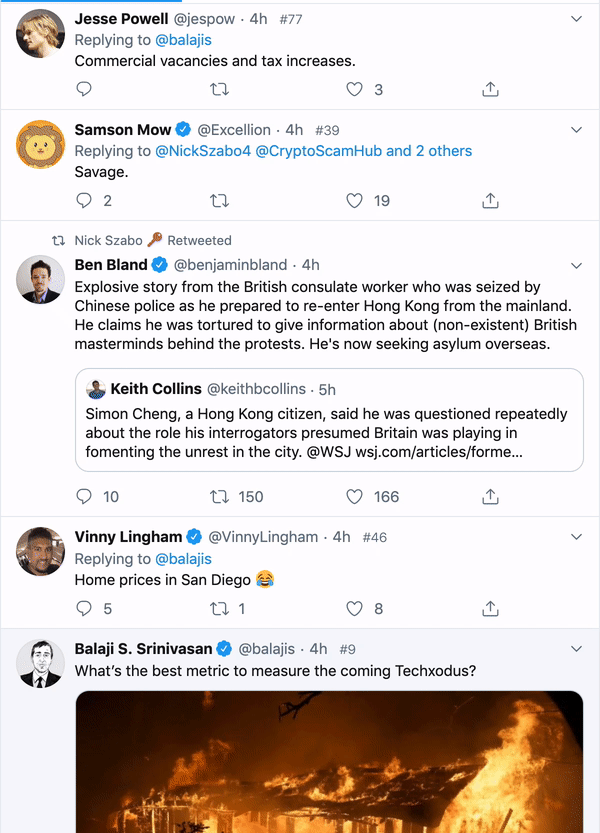 Jesse Powell @jespow · 4h #77
Replying to @balajis
Commercial vacancies and tax increases.
3
Samson Mow @Excellion · 4h #39
Replying to @NickSzabo4 @CryptoScamHub and 2 others
Savage.
2 19
Nick Szabo 🔑 Retweeted
Ben Bland @benjaminbland · 4h
Explosive story from the British consulate worker who was seized by
Chinese police as he prepared to re-enter Hong Kong from the mainland.
He claims he was tortured to give information about (non-existent) British
masterminds behind the protests. He's now seeking asylum overseas.
Keith Collins @keithbcollins · 5h
Simon Cheng, a Hong Kong citizen, said he was questioned repeatedly
about the role his interrogators presumed Britain was playing in
fomenting the unrest in the city. @WSJ wsj.com/articles/forme...
10 150 166
Vinny Lingham @VinnyLingham · 4h #46
Replying to @balajis
Home prices in San Diego 😂
5 1 8
Balaji S. Srinivasan @balajis · 4h #9
What's the best metric to measure the coming Techxodus?